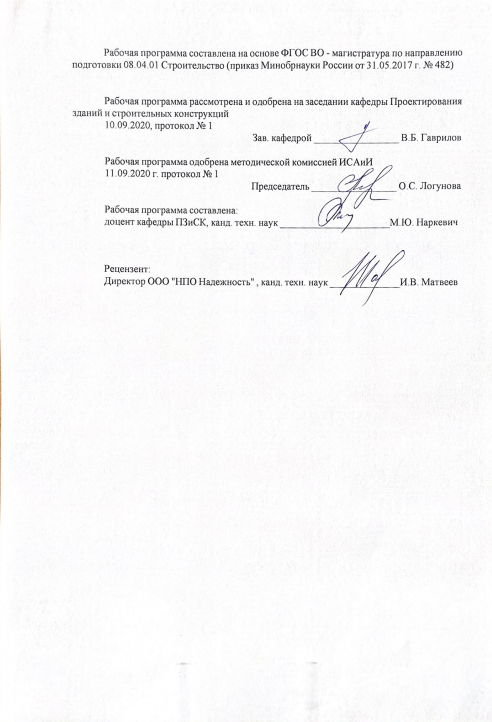 Рабочая программа составлена на основе ФГОС ВО - магистратура по направлению
подготовки 08.04.01 Строительство (приказ Минобрнауки России от 31.05.2017 г. № 482)
Рабочая программа рассмотрена и одобрена на заседании кафедры Проектирования
зданий и строительных конструкций
10.09.2020, протокол № 1
Зав. кафедрой _________________ В.Б. Гаврилов
Рабочая программа одобрена методической комиссией ИСАиИ
11.09.2020 г. протокол № 1
Председатель _________________ О.С. Логунова
Рабочая программа составлена:
доцент кафедры ПЗиСК, канд. техн. наук ______________________М.Ю. Наркевич
Рецензент:
Директор ООО "НПО Надежность" , канд. техн. наук ______________И.В. Матвеев